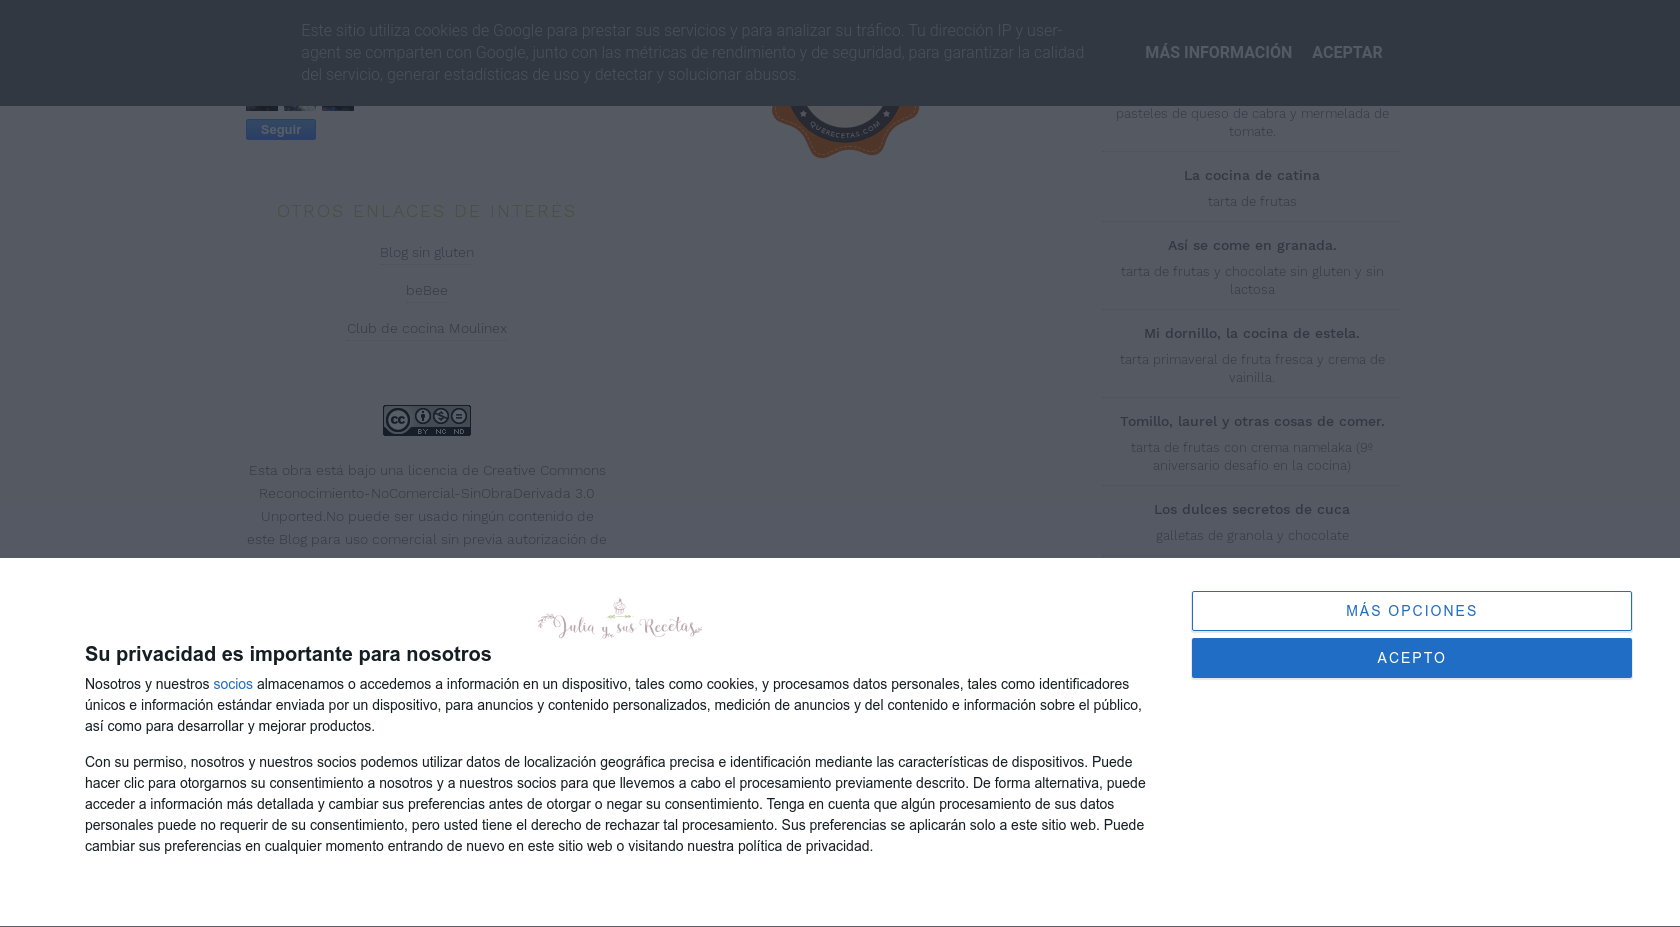 Este sitio utiliza cookies de Google para prestar sus servicios y para analizar su tráfico. Tu dirección IP y user-
agent se comparten con Google, junto con las métricas de rendimiento y de seguridad, para garantizar la calidad
del servicio, generar estadísticas de uso y detectar y solucionar abusos.
MÁS INFORMACIÓN ACEPTAR
Seguir
OTROS ENLACES DE INTERÉS
Blog sin gluten
beBee
Club de cocina Moulinex
cc
BY NC ND
Esta obra está bajo una licencia de Creative Commons
Reconocimiento-NoComercial-SinObraDerivada 3.0
Unported.No puede ser usado ningún contenido de
este Blog para uso comercial sin previa autorización de
QUERECETAS.COM
pasteles de queso de cabra y mermelada de
tomate.
La cocina de catina
tarta de frutas
Así se come en granada.
tarta de frutas y chocolate sin gluten y sin
lactosa
Mi dornillo, la cocina de estela.
tarta primaveral de fruta fresca y crema de
vainilla.
Tomillo, laurel y otras cosas de comer.
tarta de frutas con crema namelaka (9º
aniversario desafío en la cocina)
Los dulces secretos de cuca
galletas de granola y chocolate
Julia y sus Recetas
Su privacidad es importante para nosotros
Nosotros y nuestros socios almacenamos o accedemos a información en un dispositivo, tales como cookies, y procesamos datos personales, tales como identificadores
únicos e información estándar enviada por un dispositivo, para anuncios y contenido personalizados, medición de anuncios y del contenido e información sobre el público,
así como para desarrollar y mejorar productos.
Con su permiso, nosotros y nuestros socios podemos utilizar datos de localización geográfica precisa e identificación mediante las características de dispositivos. Puede
hacer clic para otorgarnos su consentimiento a nosotros y a nuestros socios para que llevemos a cabo el procesamiento previamente descrito. De forma alternativa, puede
acceder a información más detallada y cambiar sus preferencias antes de otorgar o negar su consentimiento. Tenga en cuenta que algún procesamiento de sus datos
personales puede no requerir de su consentimiento, pero usted tiene el derecho de rechazar tal procesamiento. Sus preferencias se aplicarán solo a este sitio web. Puede
cambiar sus preferencias en cualquier momento entrando de nuevo en este sitio web o visitando nuestra política de privacidad.
MÁS OPCIONES
ACEPTO